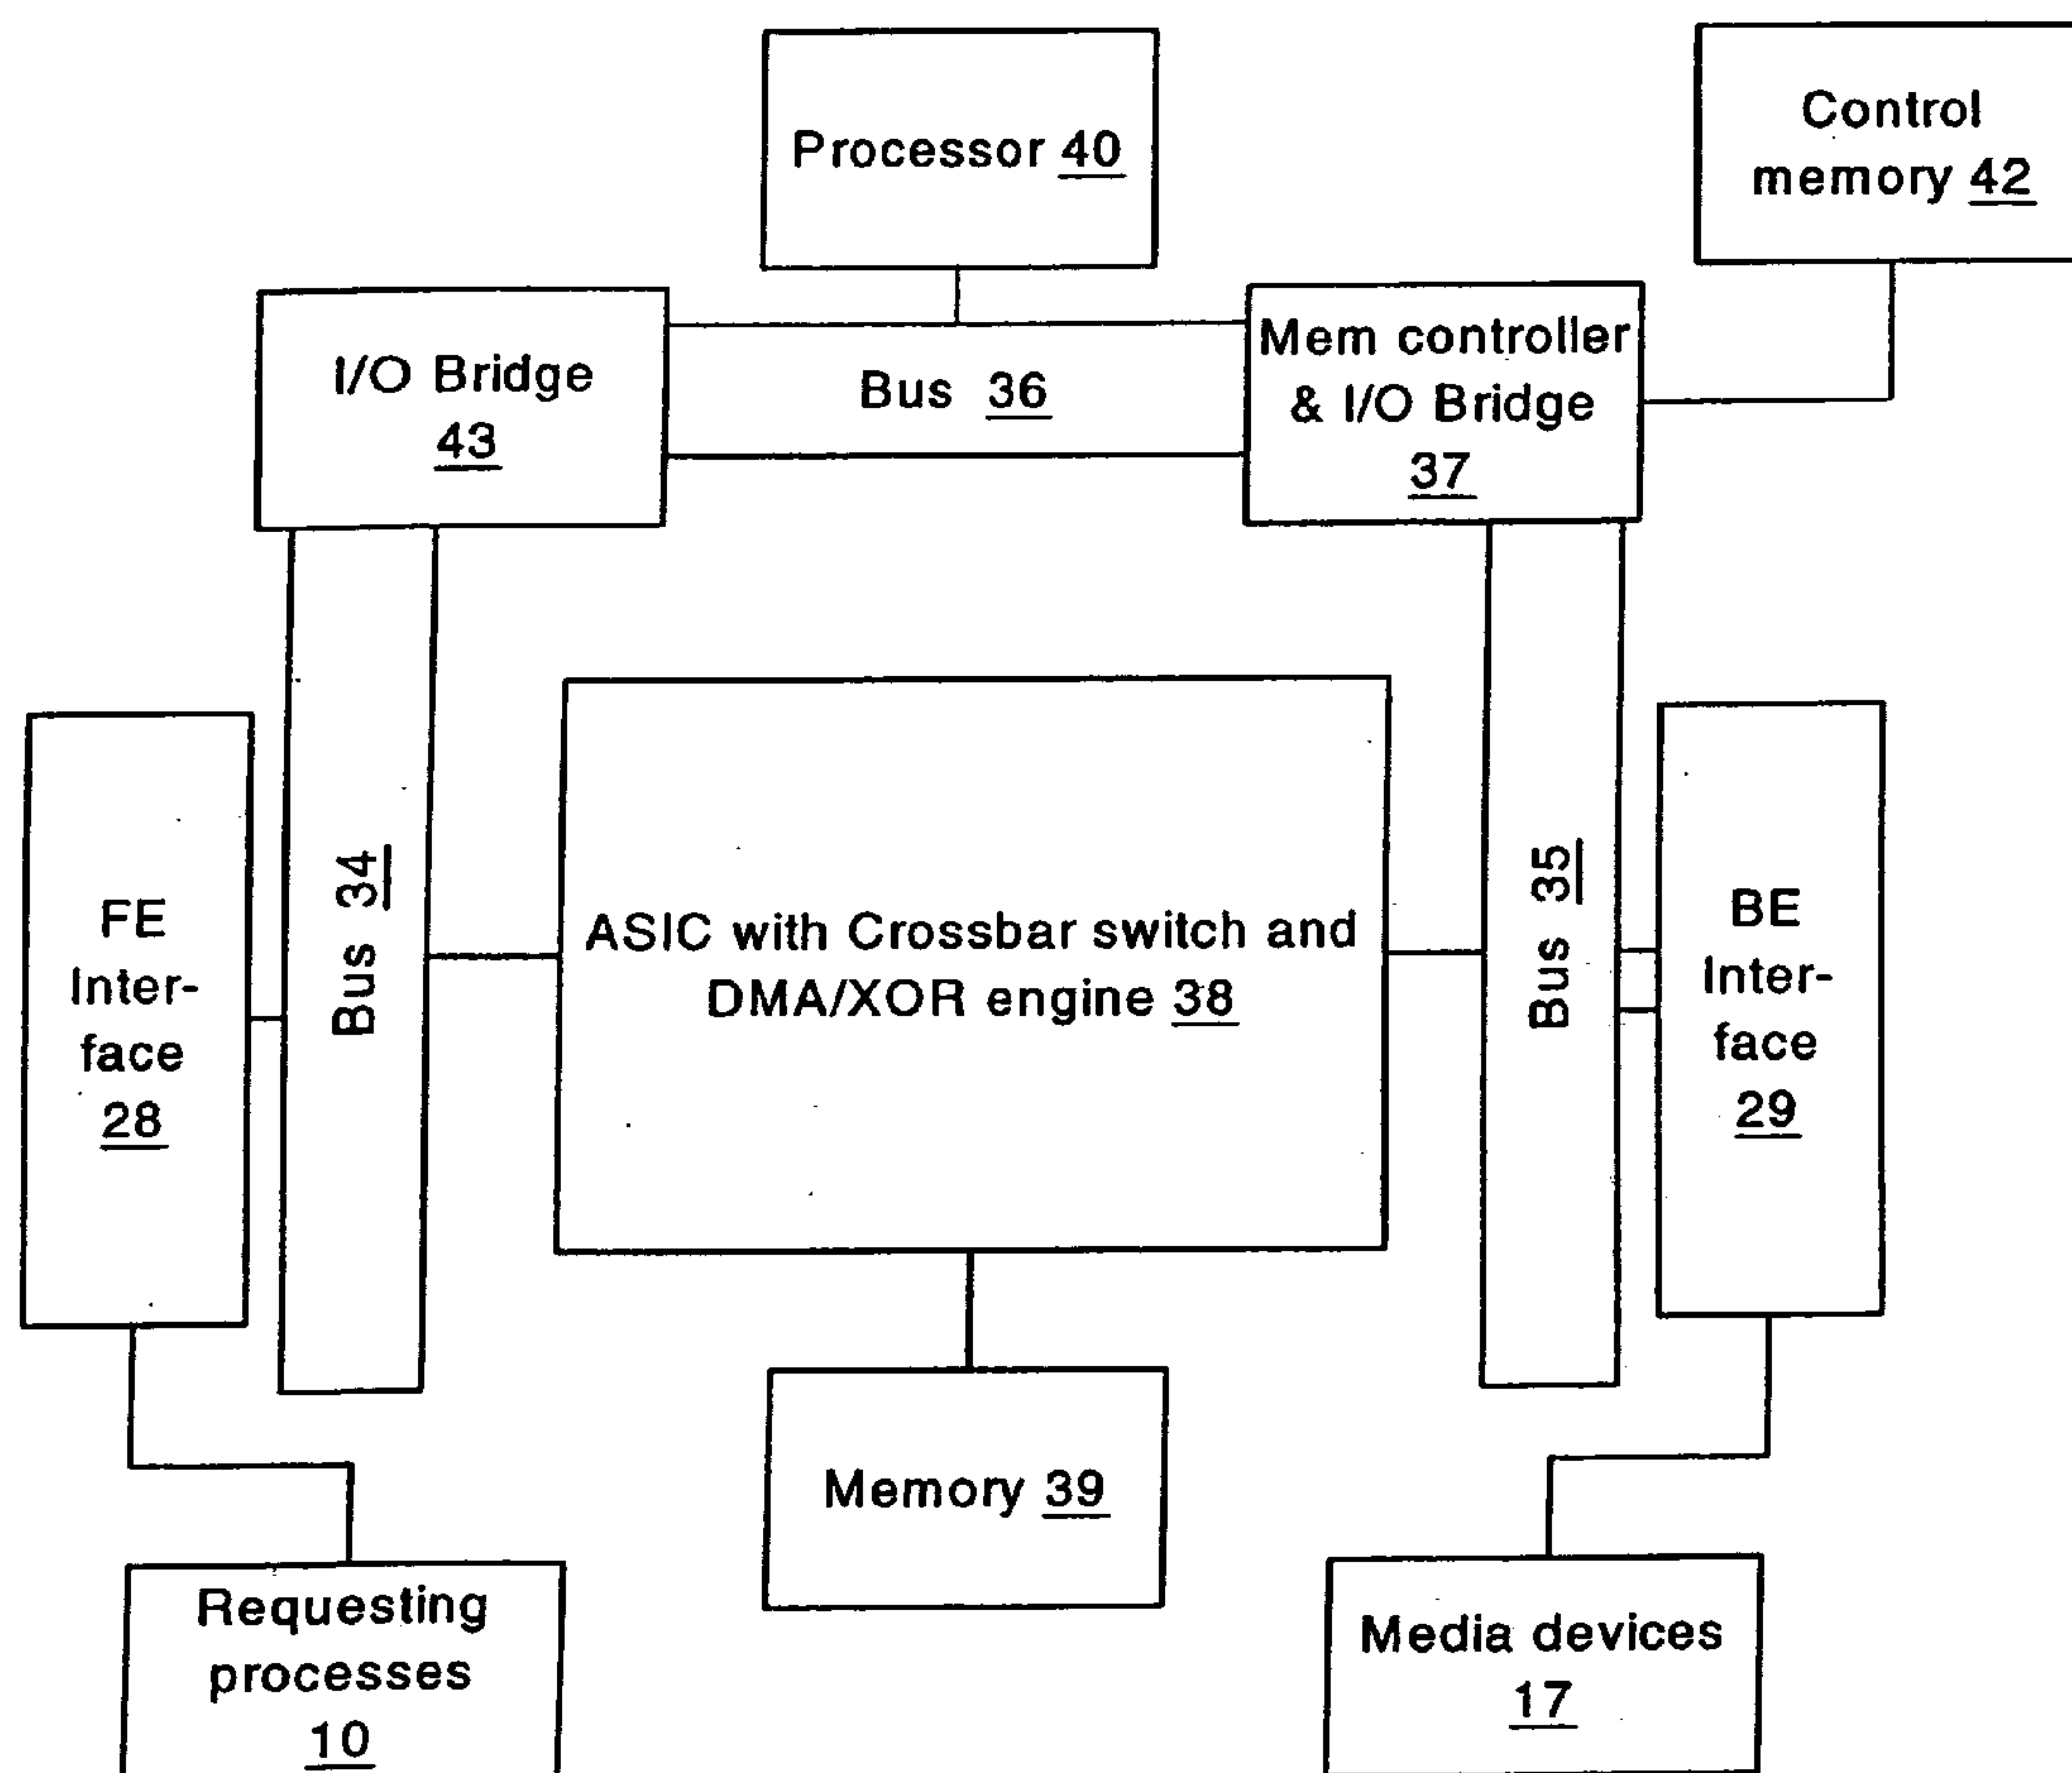 Processor 40
Control
memory 42
I/O Bridge
43
Bus 36
Mem controller
& I/O Bridge
37
FE
Inter-
face
28
Bus 34
ASIC with Crossbar switch and
DMA/XOR engine 38
Bus 35
BE
Inter-
face
29
Memory 39
Requesting
processes
10
Media devices
17